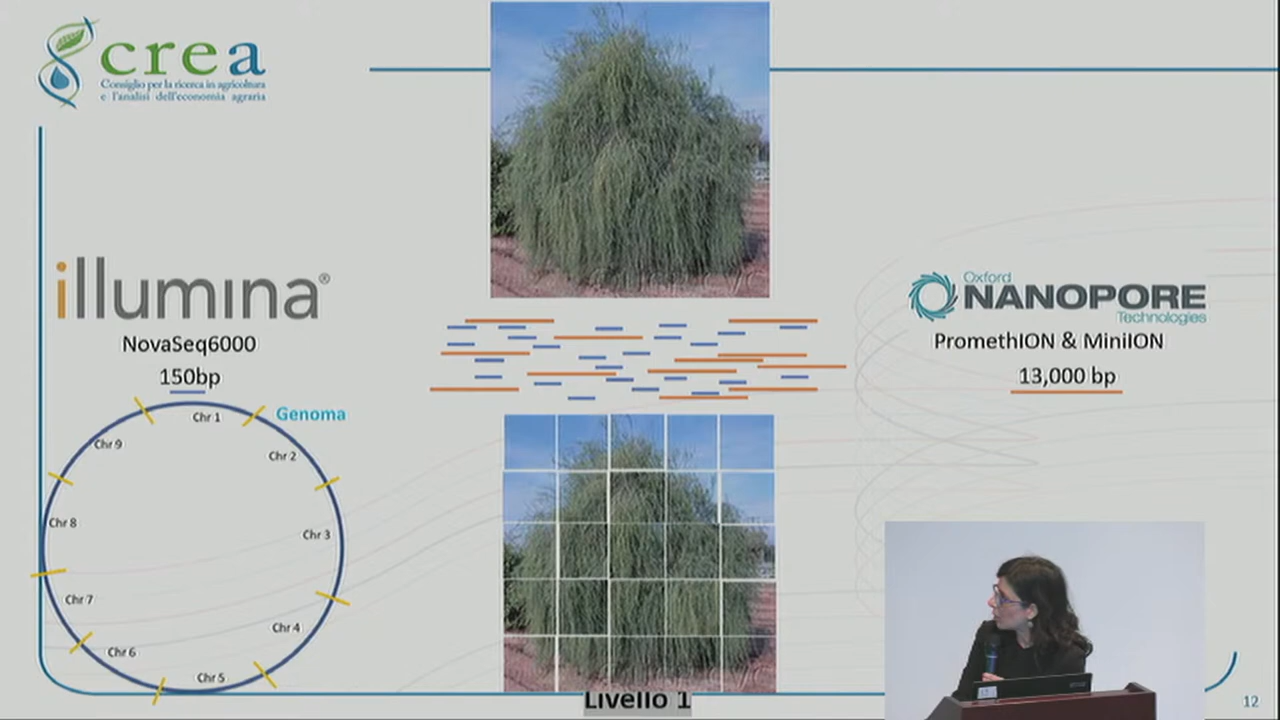 crea
Consiglio per la ricerca in agricoltura
e l'analisi dell'economia agraria
illumina®
NovaSeq6000
150bp
Genoma
Chr 1
Chr 2
Chr 3
Chr 4
Chr 5
Chr 6
Chr 7
Chr 8
Chr 9
Oxford
NANOPORE
Technologies
PromethION & MiniION
13,000 bp
Livello 1
12